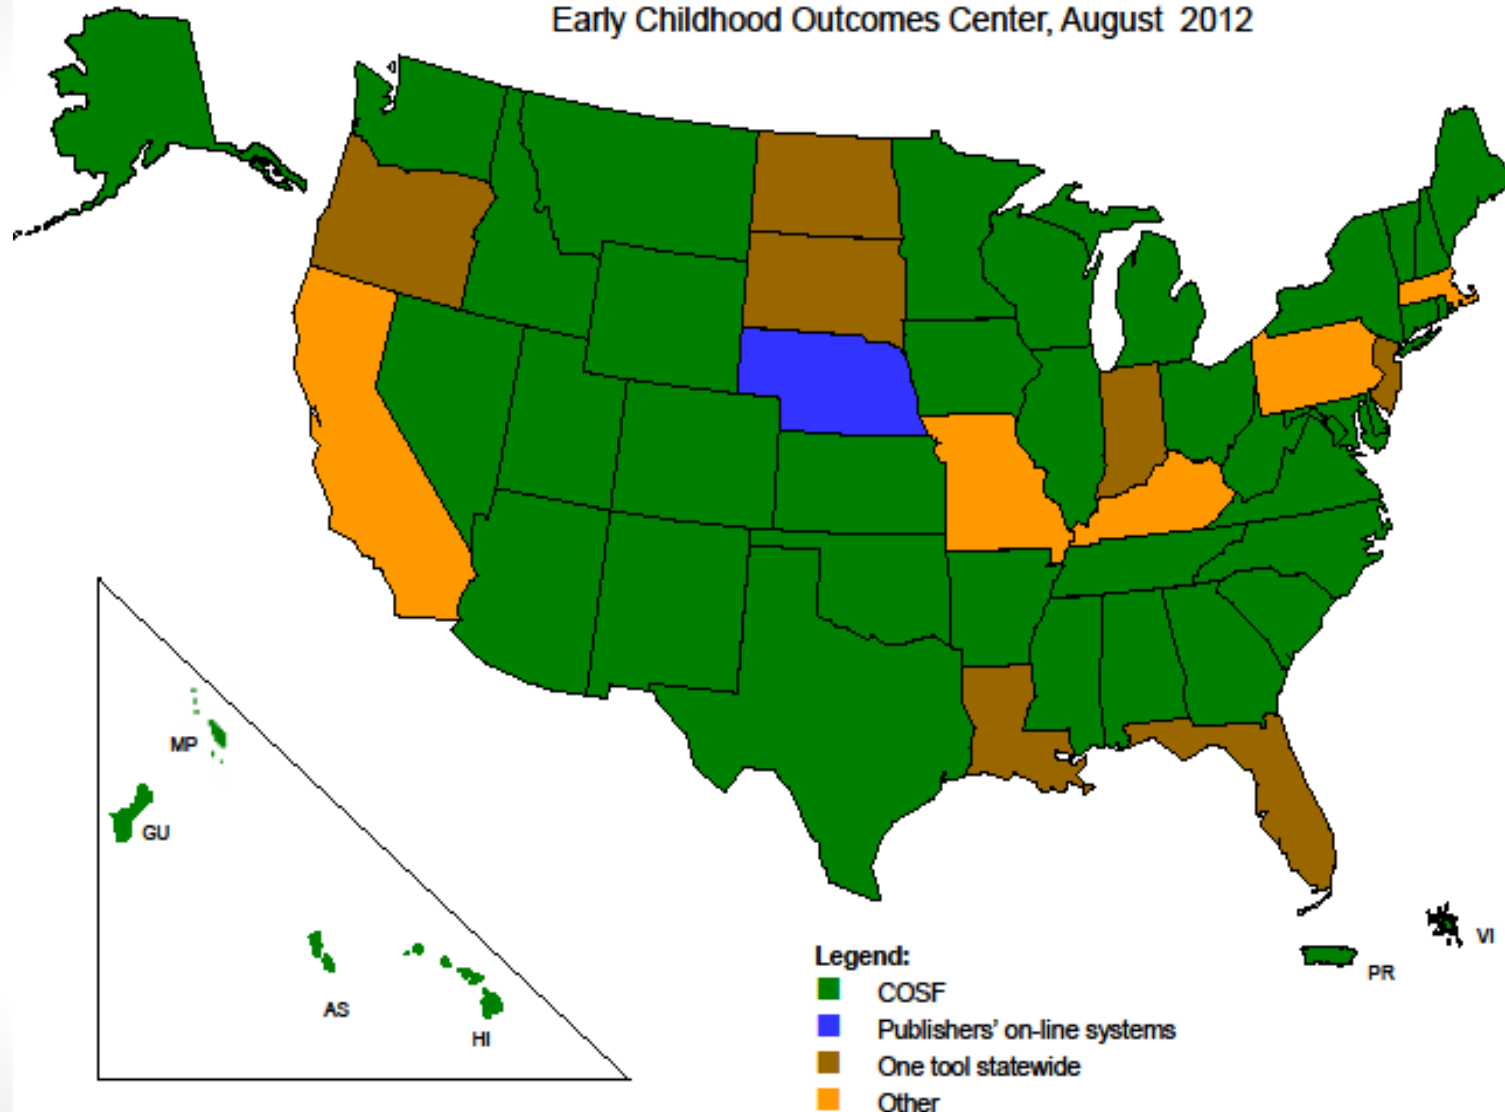 Early Childhood Outcomes Center, August 2012
MP
GU
AS
HI
VI
PR
Legend:
COSF
Publishers' on-line systems
One tool statewide
Other